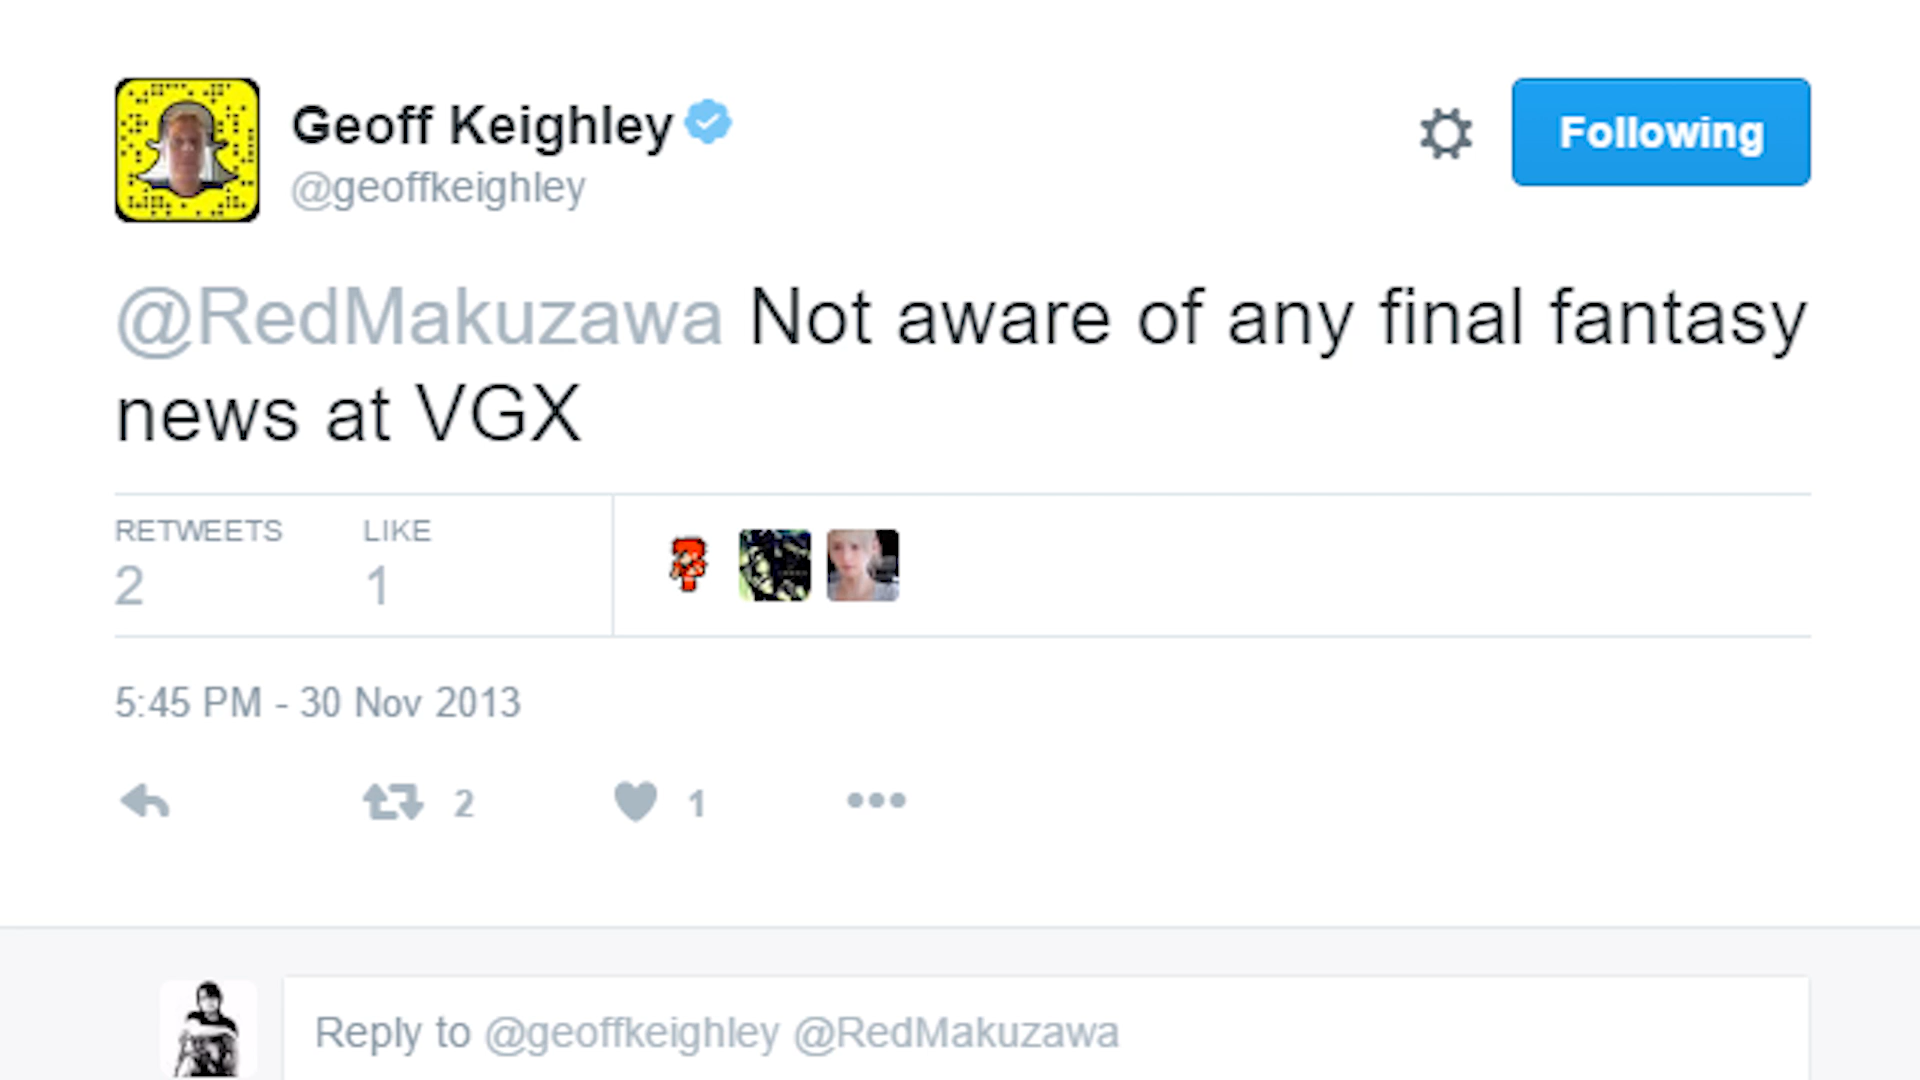 Geoff Keighley
@geoffkeighley
Following
@RedMakuzawa Not aware of any final fantasy
news at VGX
RETWEETS LIKE
2 1
5:45 PM - 30 Nov 2013
2 1
Reply to @geoffkeighley @RedMakuzawa